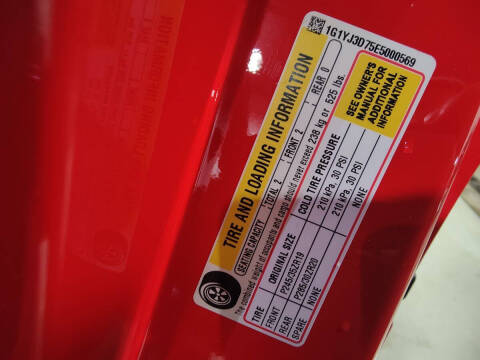 1G1YJ3D75E5000569
TIRE AND LOADING INFORMATION
SEATING CAPACITY TOTAL 2 FRONT 2 REAR 0
The combined weight of occupants and cargo should never exceed 238 kg or 525 lbs.
TIRE ORIGINAL SIZE COLD TIRE PRESSURE
FRONT P245/35ZR19 210 kPa, 30 PSI
REAR P285/30ZR20 210 kPa, 30 PSI
SPARE NONE NONE
SEE OWNER'S
MANUAL FOR
ADDITIONAL
INFORMATION